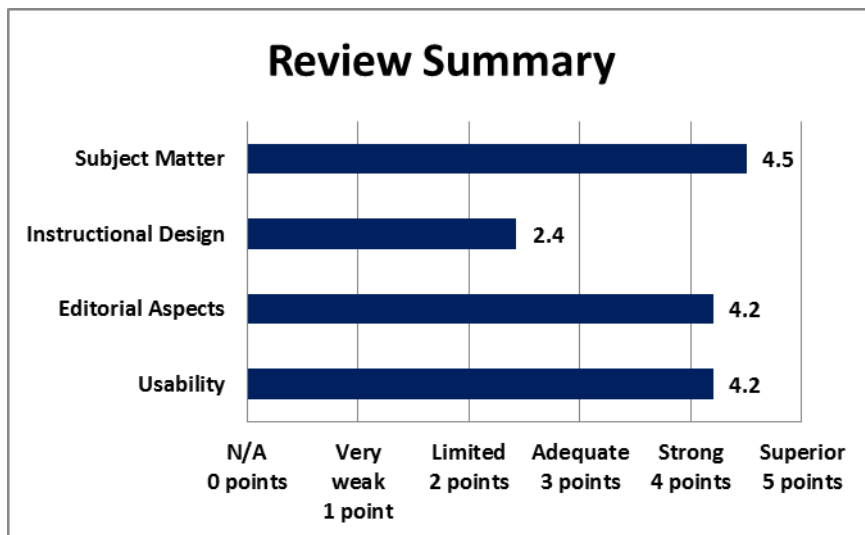 Review Summary
Subject Matter
4.5
Instructional Design
2.4
Editorial Aspects
4.2
Usability
4.2
N/A Very Limited Adequate Strong Superior
0 points weak 2 points 3 points 4 points 5 points
1 point